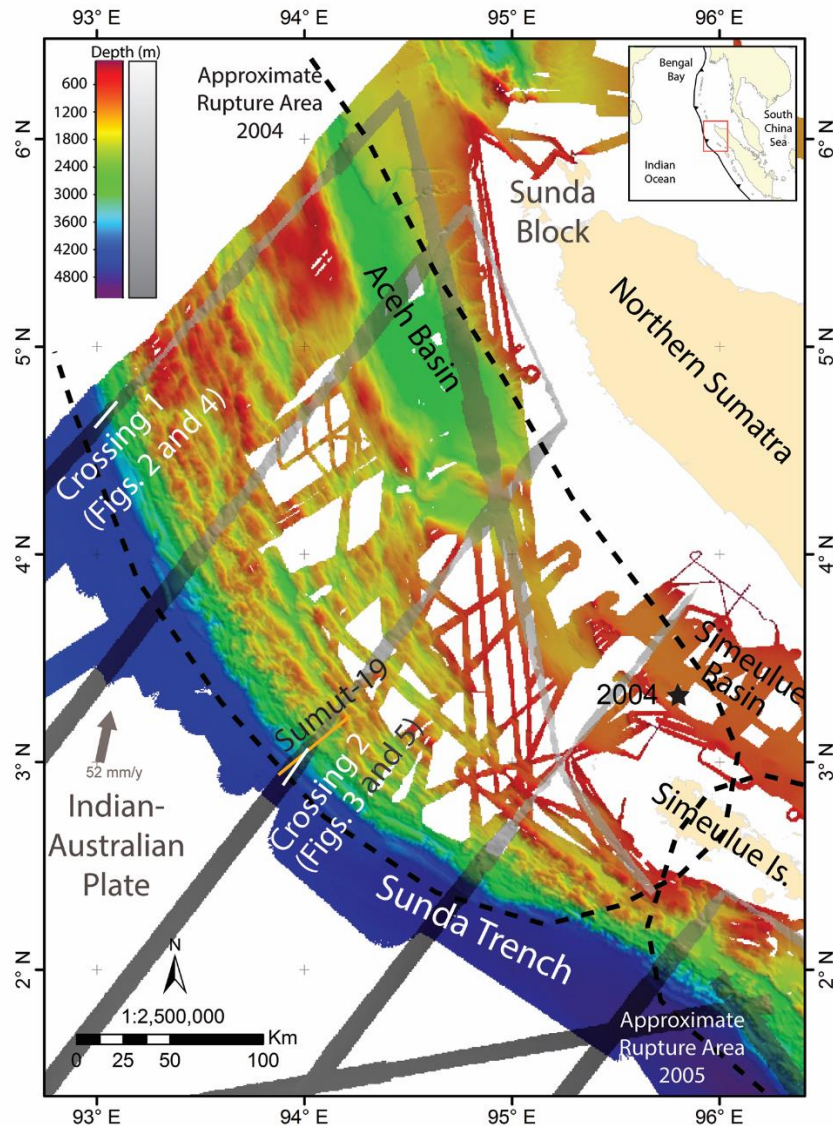 93° E
94° E
95° E
96° E
Depth (m)
600
1200
1800
2400
3000
3600
4200
4800
Approximate
Rupture Area
2004
Bengal
Bay
South
China
Sea
Indian
Ocean
6° N
6° N
Sunda
Block
Northern Sumatra
Aceh Basin
5° N
5° N
Crossing 1
(Figs. 2 and 4)
4° N
4° N
Simeulue
Basin
2004
Sumut-19
Crossing 2
(Figs. 3 and 5)
3° N
3° N
52 mm/y
Indian-
Australian
Plate
Simeulue Is.
Sunda Trench
N
2° N
2° N
1:2,500,000
Km
0 25 50 100
Approximate
Rupture Area
2005
93° E
94° E
95° E
96° E